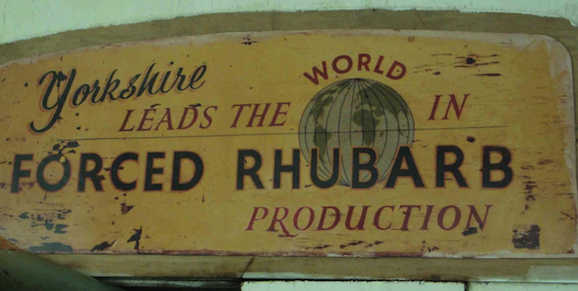 Yorkshire
LEADS THE WORLD IN
FORCED RHUBARB
PRODUCTION